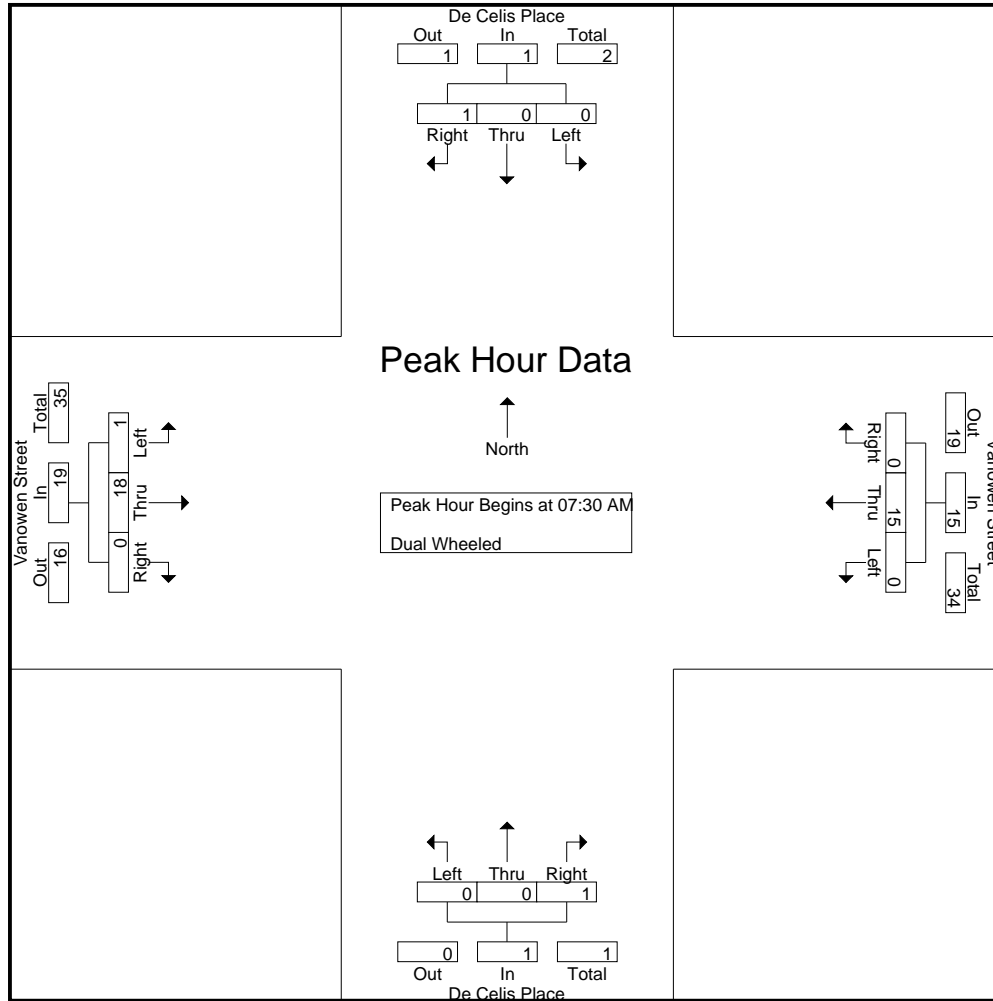 De Celis Place
Out In Total
1 1 2
1 0 0
Right Thru Left
Peak Hour Data
North
Peak Hour Begins at 07:30 AM
Dual Wheeled
Vanowen Street
Total In Out
35 19 16
1 18 0
Left Thru Right
Vanowen Street
Out In Total
19 15 34
Right Thru Left
0 15 0
Left Thru Right
0 0 1
0 1 1
Out In Total
De Celis Place